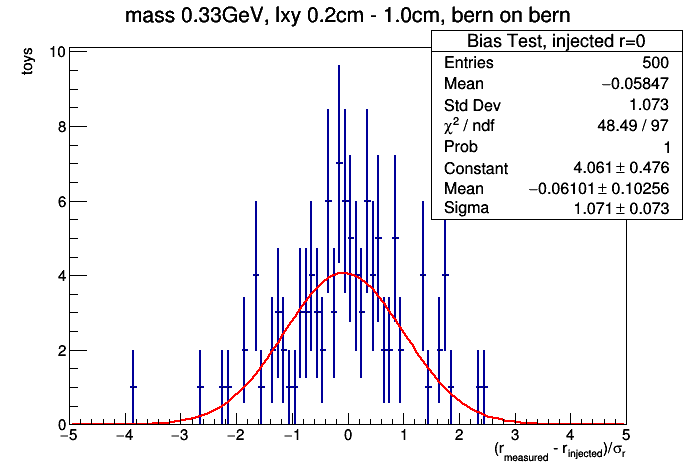 mass 0.33GeV, lxy 0.2cm - 1.0cm, bern on bern
toys
Bias Test, injected r=0
Entries 500
Mean −0.05847
Std Dev 1.073
χ² / ndf 48.49 / 97
Prob 1
Constant 4.061 ± 0.476
Mean −0.06101 ± 0.10256
Sigma 1.071 ± 0.073
10
8
6
4
2
0
−5 −4 −3 −2 −1 0 1 2 3 4 5
(r_measured - r_injected)/σ_r